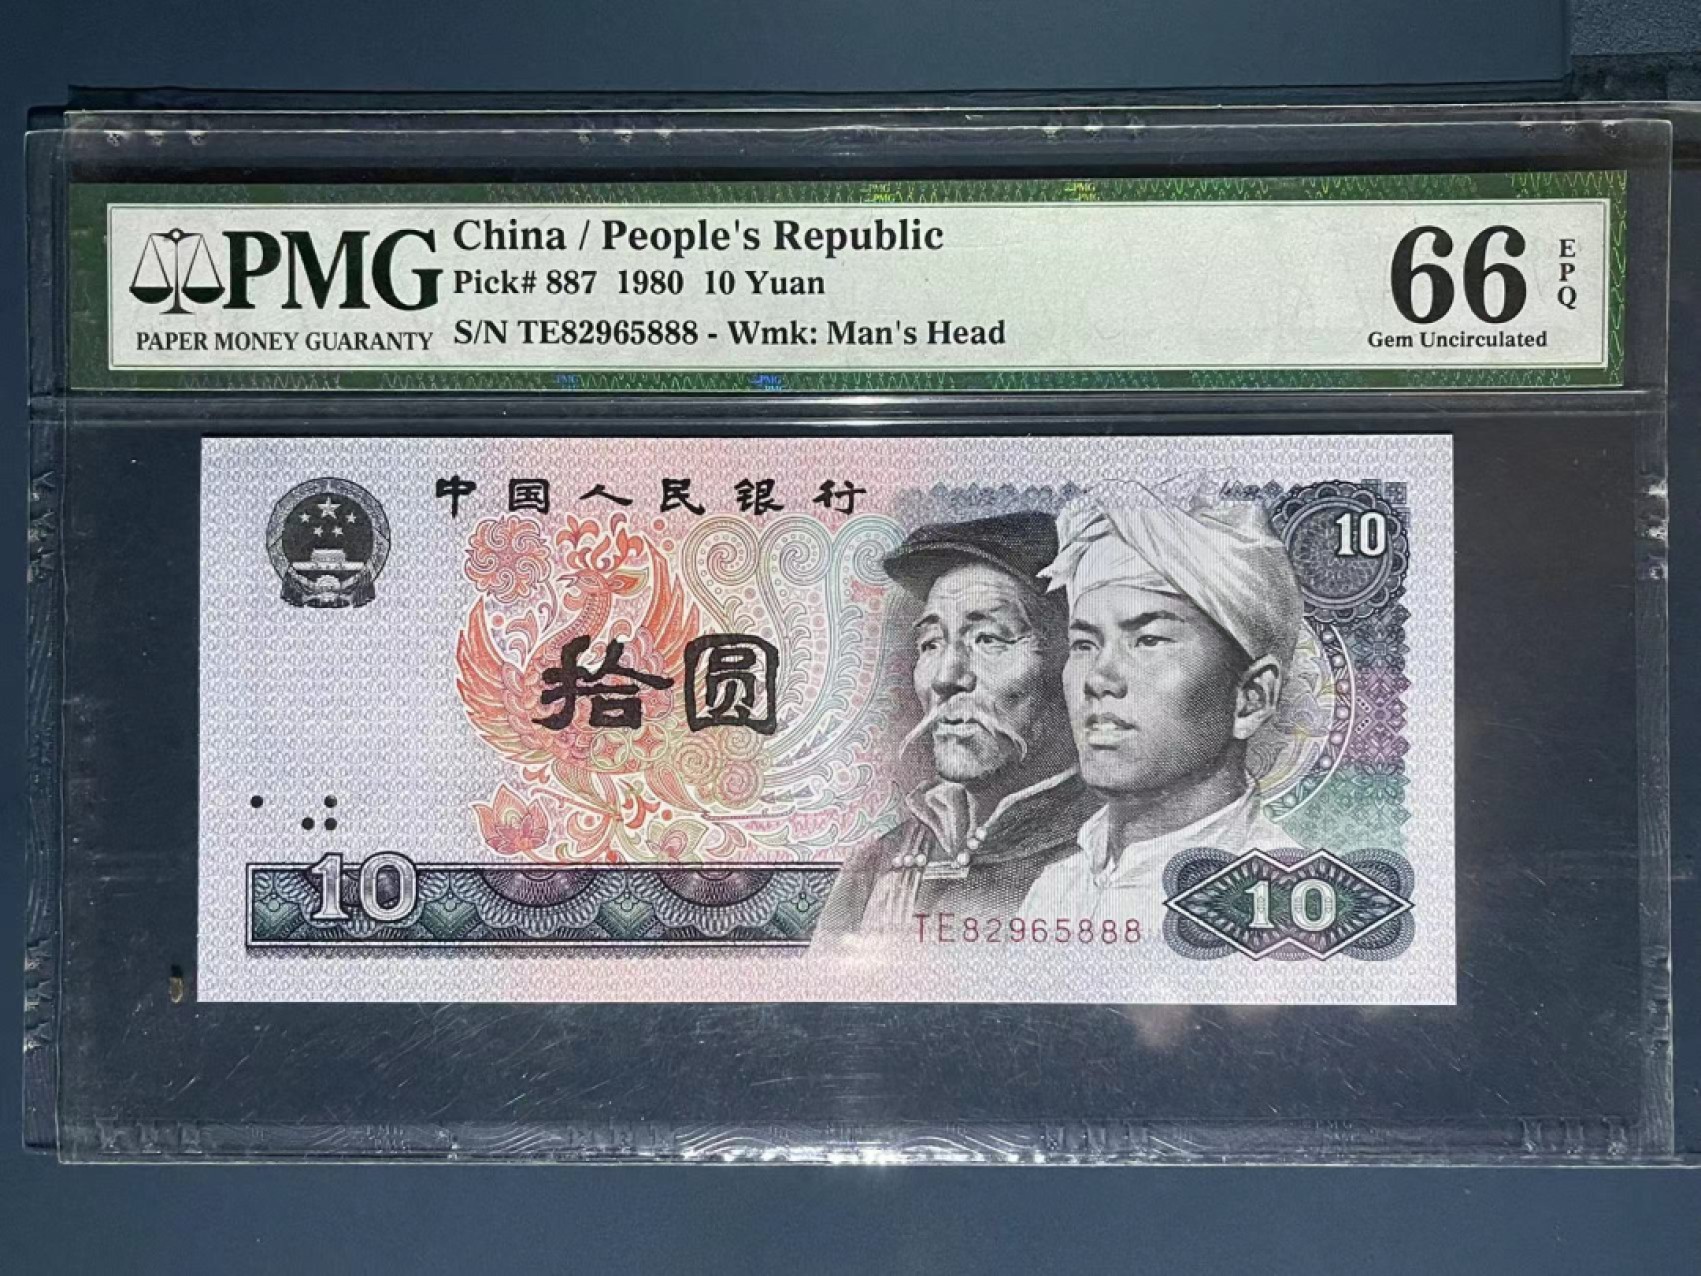 PMG
PAPER MONEY GUARANTY
China / People's Republic
Pick# 887 1980 10 Yuan
S/N TE82965888 - Wmk: Man's Head
66
EPQ
Gem Uncirculated
中国人民银行
10
拾圆
10
TE82965888
10